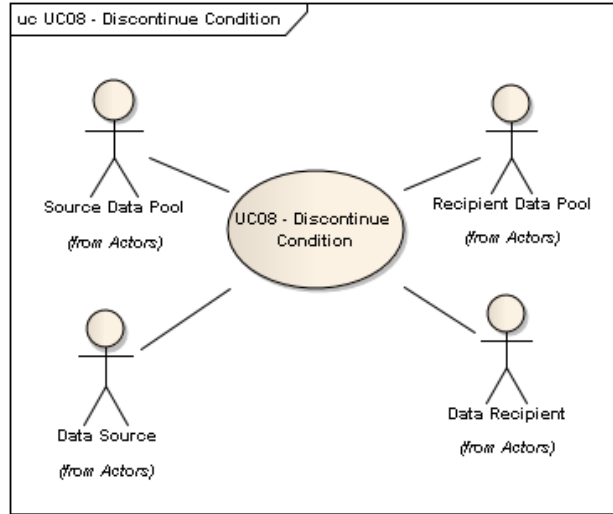 uc UC08 - Discontinue Condition
Source Data Pool
(from Actors)
Recipient Data Pool
(from Actors)
UC08 - Discontinue
Condition
Data Source
(from Actors)
Data Recipient
(from Actors)